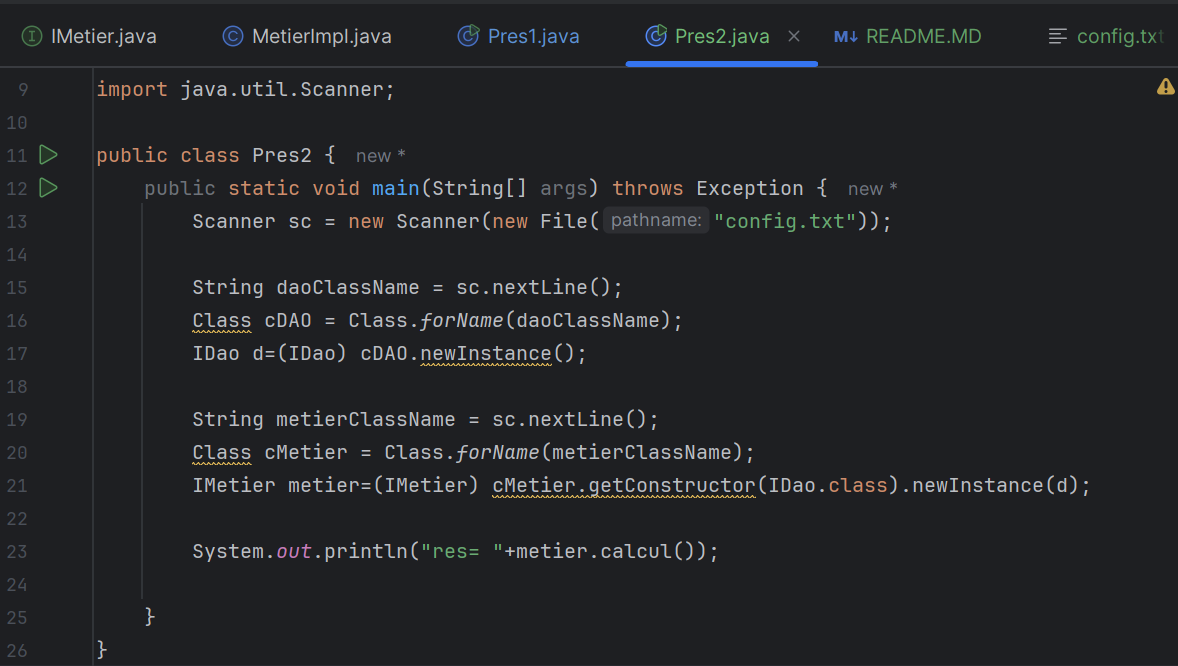 IMetier.java MetierImpl.java Pres1.java Pres2.java README.MD config.txt
9 import java.util.Scanner;
10
11 public class Pres2 { new *
12 public static void main(String[] args) throws Exception { new *
13 Scanner sc = new Scanner(new File( pathname: "config.txt"));
14
15 String daoClassName = sc.nextLine();
16 Class cDAO = Class.forName(daoClassName);
17 IDao d=(IDao) cDAO.newInstance();
18
19 String metierClassName = sc.nextLine();
20 Class cMetier = Class.forName(metierClassName);
21 IMetier metier=(IMetier) cMetier.getConstructor(IDao.class).newInstance(d);
22
23 System.out.println("res= "+metier.calcul());
24
25 }
26 }